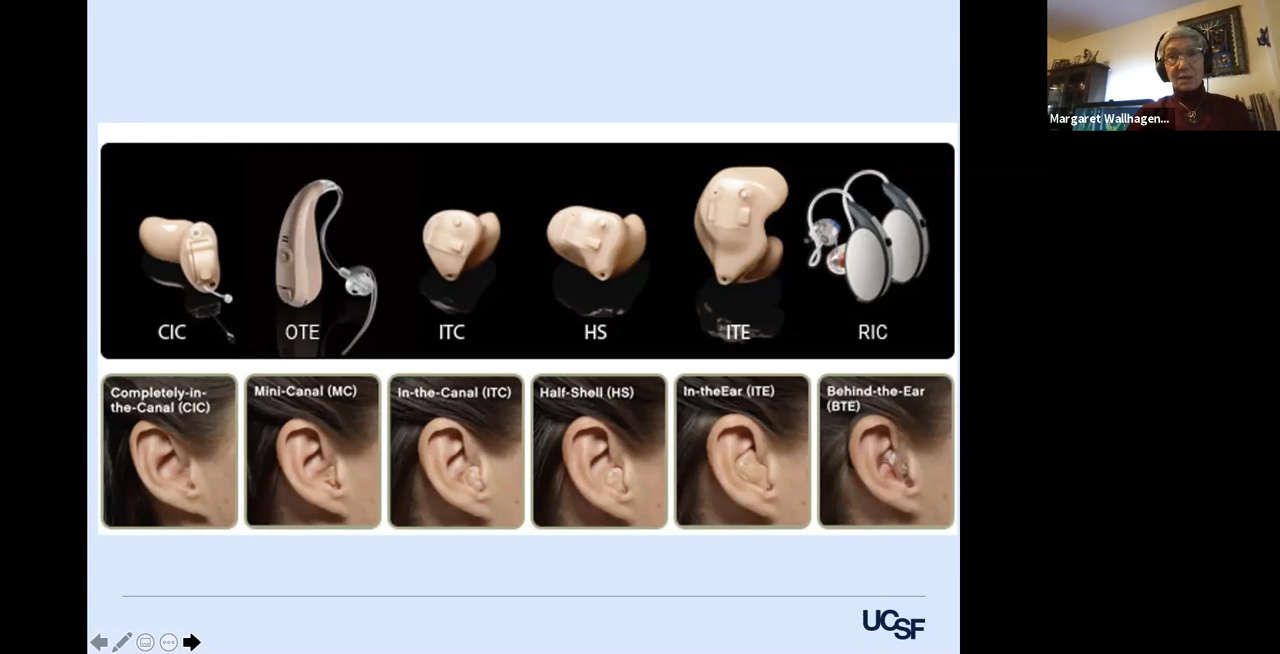 Margaret Wallhagen...
CIC
OTE
ITC
HS
ITE
RIC
Completely-in-
the-Canal (CIC)
Mini-Canal (MC)
In-the-Canal (ITC)
Half-Shell (HS)
In-theEar (ITE)
Behind-the-Ear
(BTE)
UCSF